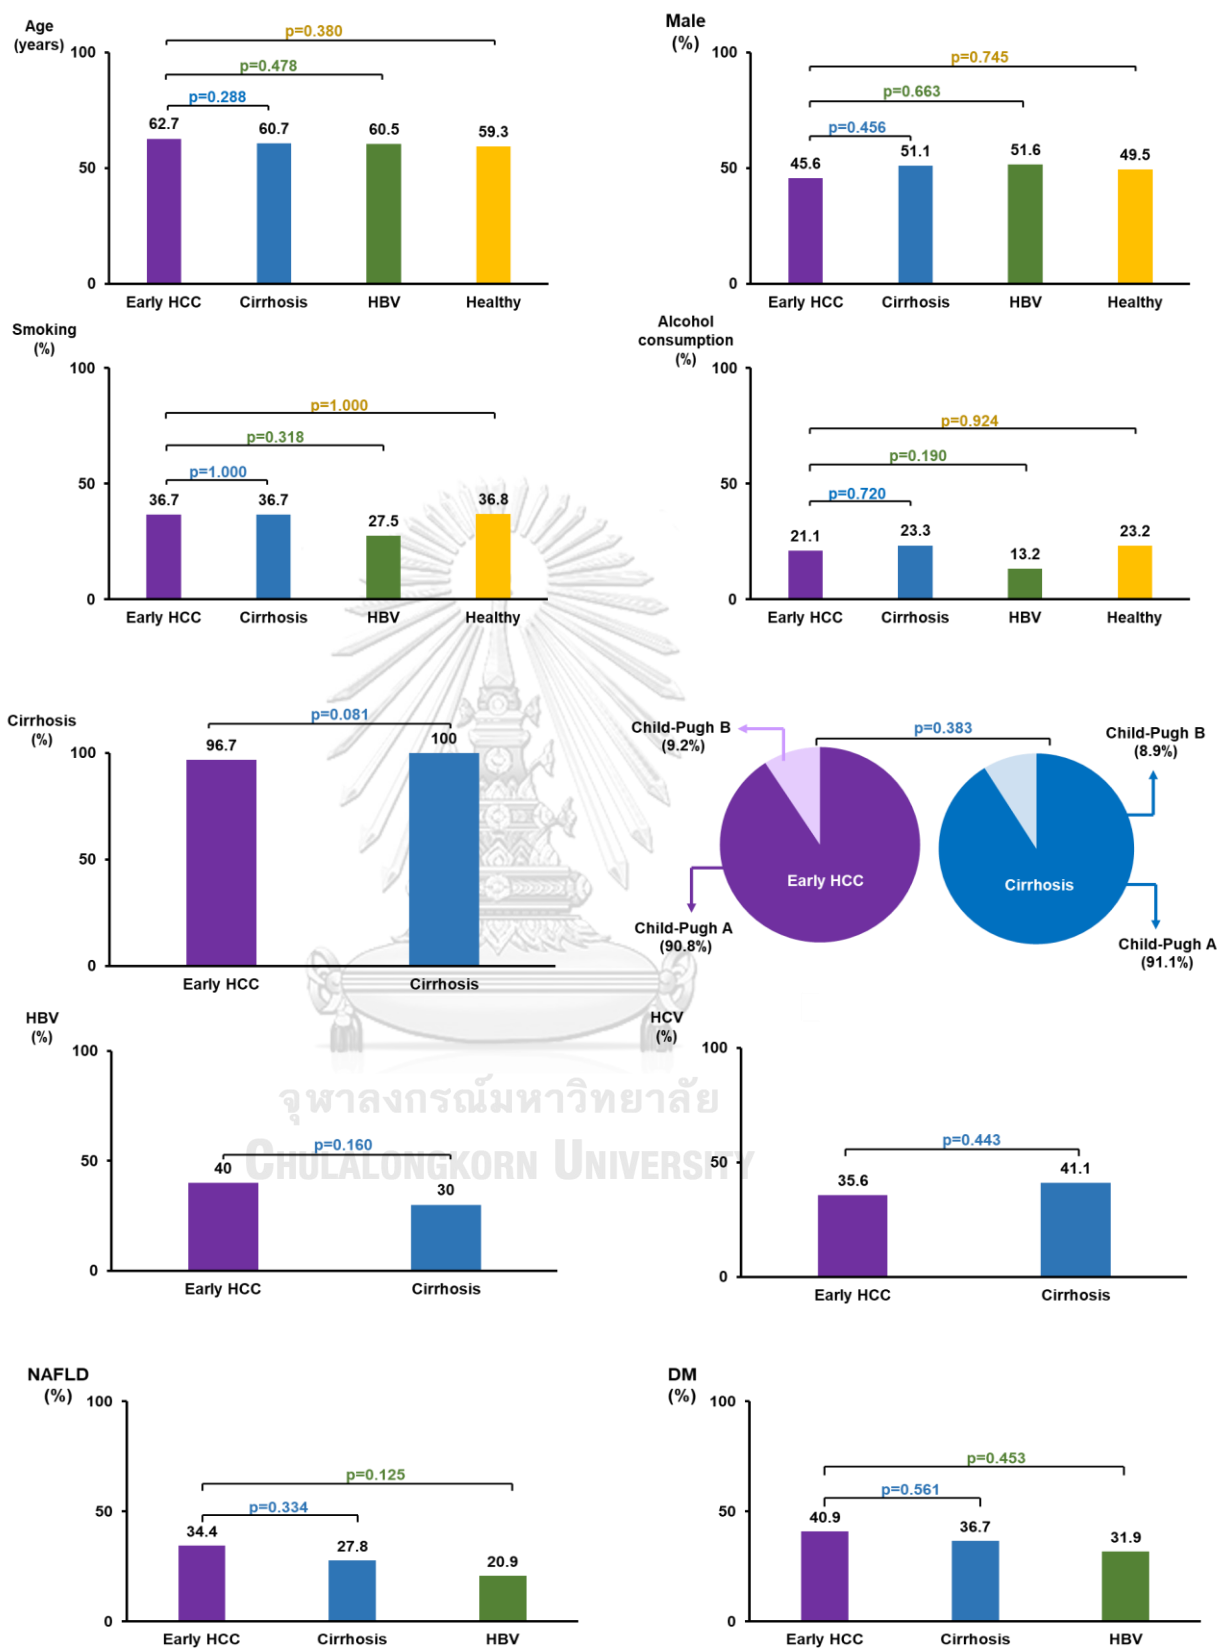 Age
(years)
100
50
0
p=0.380
p=0.478
p=0.288
62.7
60.7
60.5
59.3
Early HCC
Cirrhosis
HBV
Healthy
Male
(%)
100
50
0
p=0.745
p=0.663
p=0.456
45.6
51.1
51.6
49.5
Early HCC
Cirrhosis
HBV
Healthy
Smoking
(%)
100
50
0
p=1.000
p=0.318
p=1.000
36.7
36.7
27.5
36.8
Early HCC
Cirrhosis
HBV
Healthy
Alcohol
consumption
(%)
100
50
0
p=0.924
p=0.190
p=0.720
21.1
23.3
13.2
23.2
Early HCC
Cirrhosis
HBV
Healthy
Cirrhosis
(%)
100
50
0
p=0.081
96.7
100
Early HCC
Cirrhosis
Child-Pugh B
(9.2%)
p=0.383
Child-Pugh B
(8.9%)
Early HCC
Cirrhosis
Child-Pugh A
(90.8%)
Child-Pugh A
(91.1%)
HBV
(%)
100
50
0
p=0.160
40
30
Early HCC
Cirrhosis
HCV
(%)
100
50
0
p=0.443
35.6
41.1
Early HCC
Cirrhosis
จุฬาลงกรณ์มหาวิทยาลัย
CHULALONGKORN UNIVERSITY
NAFLD
(%)
100
50
0
p=0.125
p=0.334
34.4
27.8
20.9
Early HCC
Cirrhosis
HBV
DM
(%)
100
50
0
p=0.453
p=0.561
40.9
36.7
31.9
Early HCC
Cirrhosis
HBV